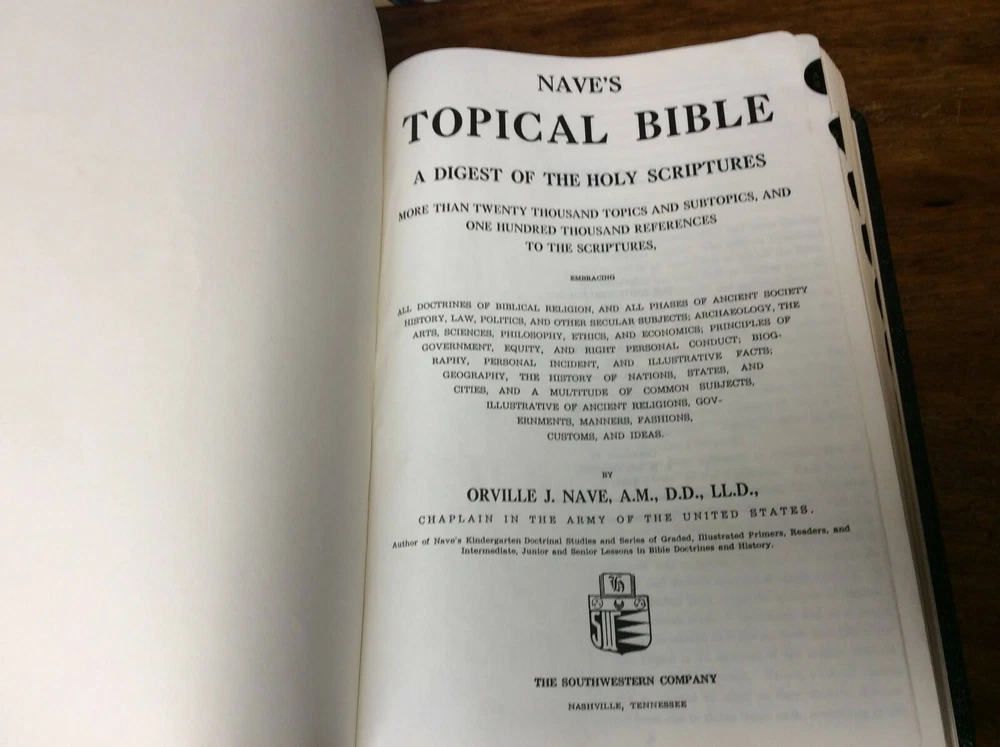 NAVE'S
TOPICAL BIBLE
A DIGEST OF THE HOLY SCRIPTURES
MORE THAN TWENTY THOUSAND TOPICS AND SUBTOPICS, AND
ONE HUNDRED THOUSAND REFERENCES
TO THE SCRIPTURES,
EMBRACING
ALL DOCTRINES OF BIBLICAL RELIGION, AND ALL PHASES OF ANCIENT SOCIETY
HISTORY, LAW, POLITICS, AND OTHER SECULAR SUBJECTS; ARCHAEOLOGY, THE
ARTS, SCIENCES, PHILOSOPHY, ETHICS, AND ECONOMICS; PRINCIPLES OF
GOVERNMENT, EQUITY, AND RIGHT PERSONAL CONDUCT; BIOG-
RAPHY, PERSONAL INCIDENT, AND ILLUSTRATIVE FACTS;
GEOGRAPHY, THE HISTORY OF NATIONS, STATES, AND
CITIES, AND A MULTITUDE OF COMMON SUBJECTS,
ILLUSTRATIVE OF ANCIENT RELIGIONS, GOV-
ERNMENTS, MANNERS, FASHIONS,
CUSTOMS, AND IDEAS.
BY
ORVILLE J. NAVE, A.M., D.D., LL.D.,
CHAPLAIN IN THE ARMY OF THE UNITED STATES.
Author of Nave's Kindergarten Doctrinal Studies and Series of Graded, Illustrated Primers, Readers, and
Intermediate, Junior and Senior Lessons in Bible Doctrines and History.
THE SOUTHWESTERN COMPANY
NASHVILLE, TENNESSEE